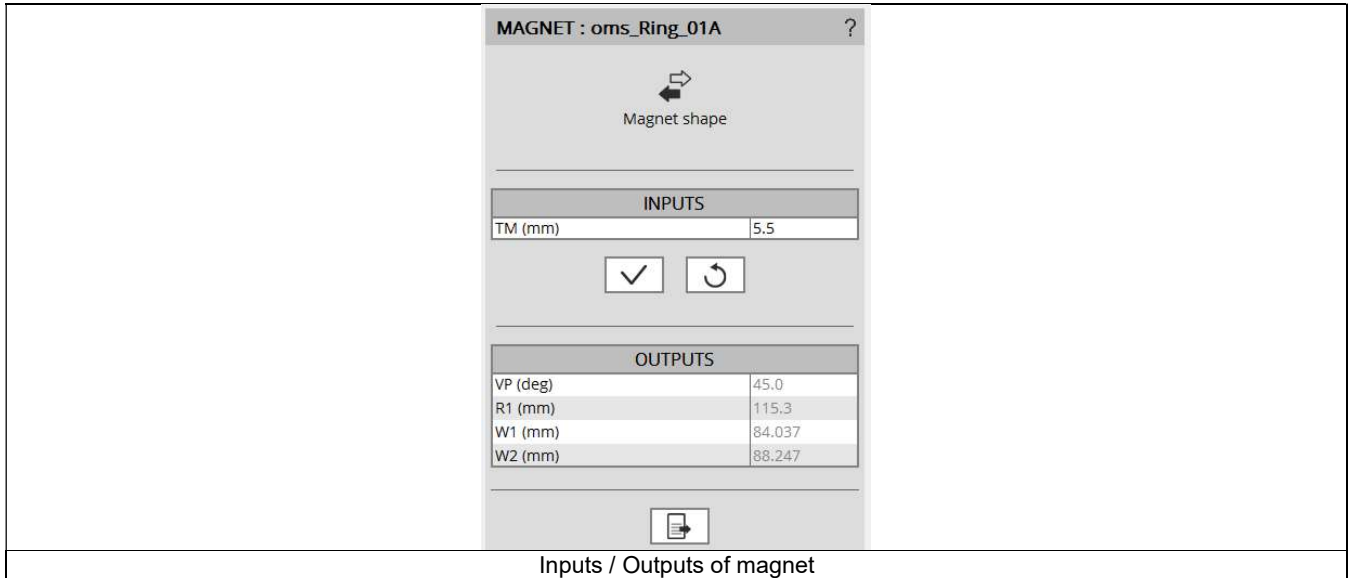 MAGNET : oms_Ring_01A ?
Magnet shape
INPUTS
TM (mm) 5.5
OUTPUTS
VP (deg) 45.0
R1 (mm) 115.3
W1 (mm) 84.037
W2 (mm) 88.247
Inputs / Outputs of magnet